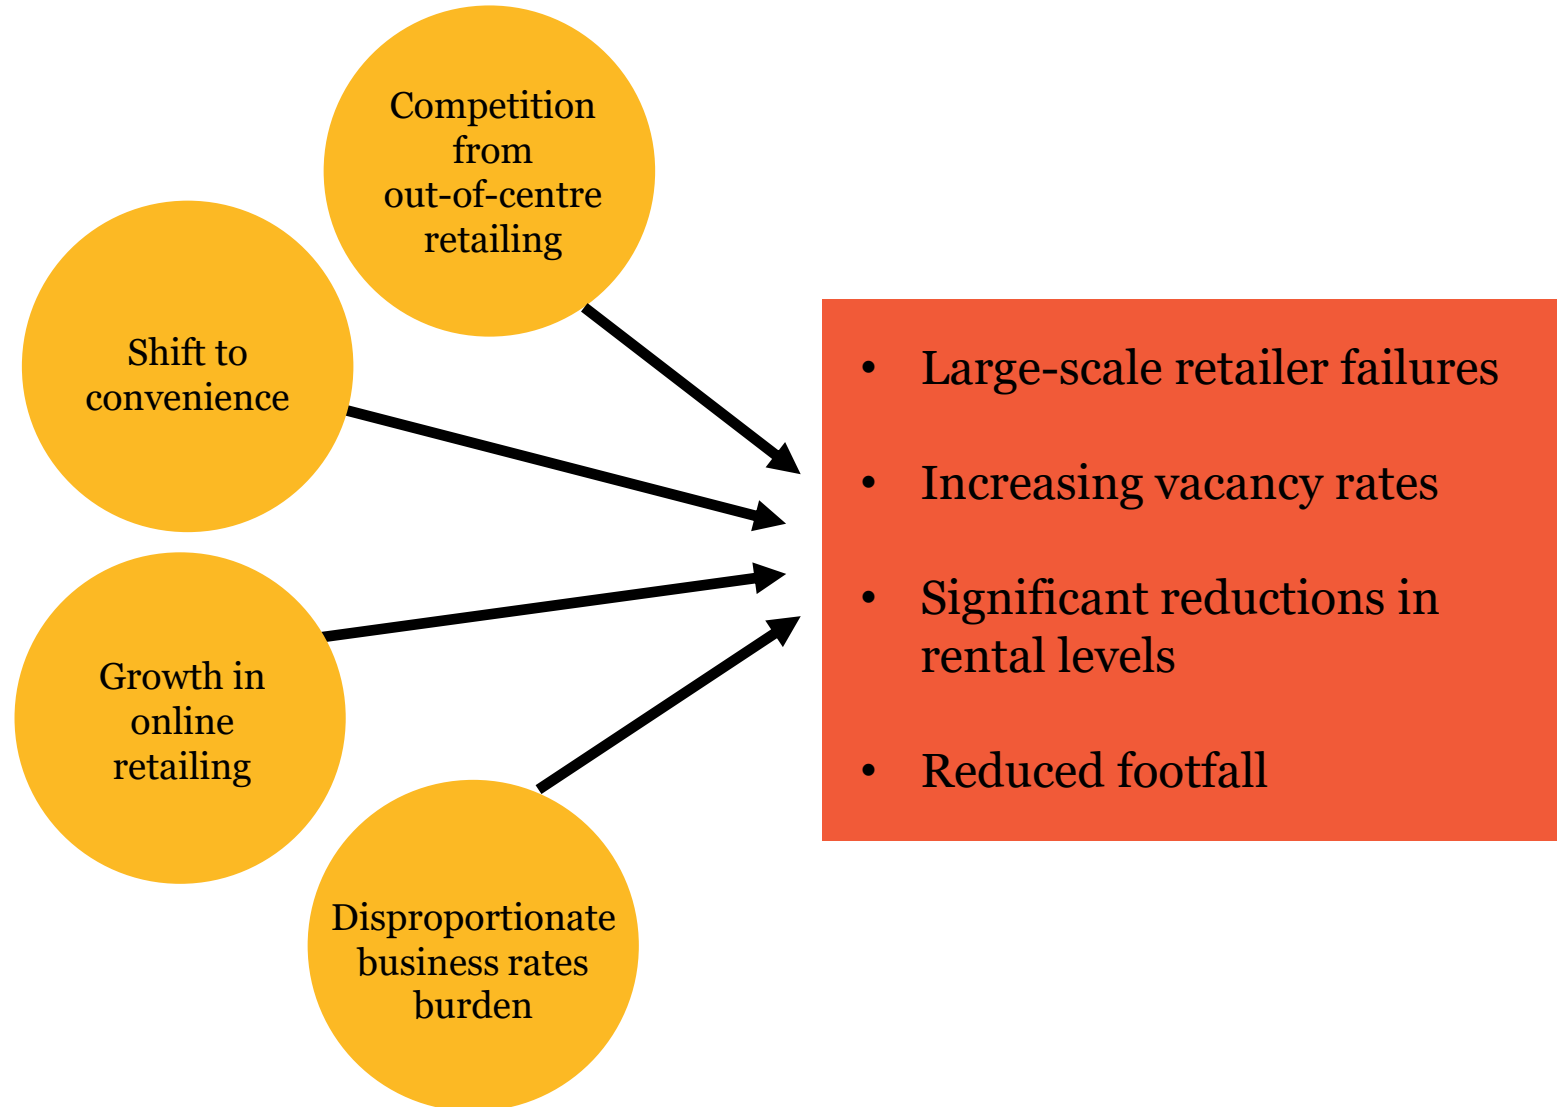 Competition
from
out-of-centre
retailing
Shift to
convenience
Growth in
online
retailing
Disproportionate
business rates
burden
• Large-scale retailer failures
• Increasing vacancy rates
• Significant reductions in
rental levels
• Reduced footfall